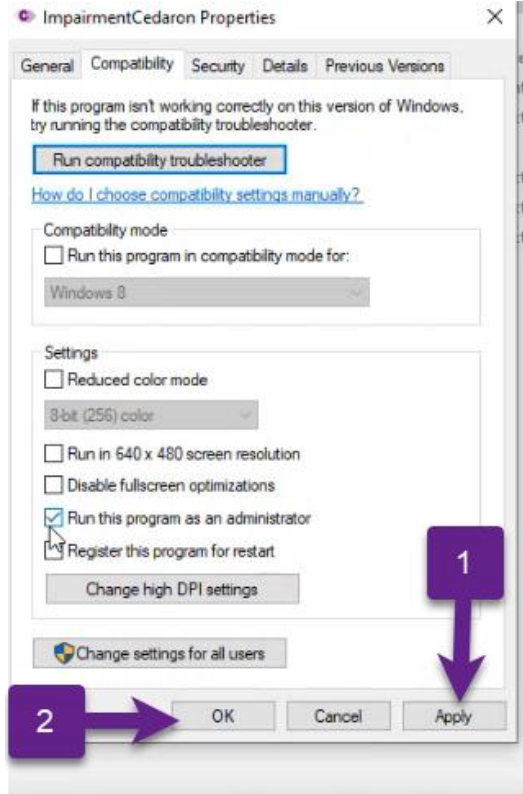 ImpairmentCedaron Properties
General Compatibility Security Details Previous Versions
If this program isn't working correctly on this version of Windows,
try running the compatibility troubleshooter.
Run compatibility troubleshooter
How do I choose compatibility settings manually?
Compatibility mode
Run this program in compatibility mode for:
Windows 8
Settings
Reduced color mode
8-bit (256) color
Run in 640 x 480 screen resolution
Disable fullscreen optimizations
Run this program as an administrator
Register this program for restart
1
Change high DPI settings
Change settings for all users
2
OK Cancel Apply